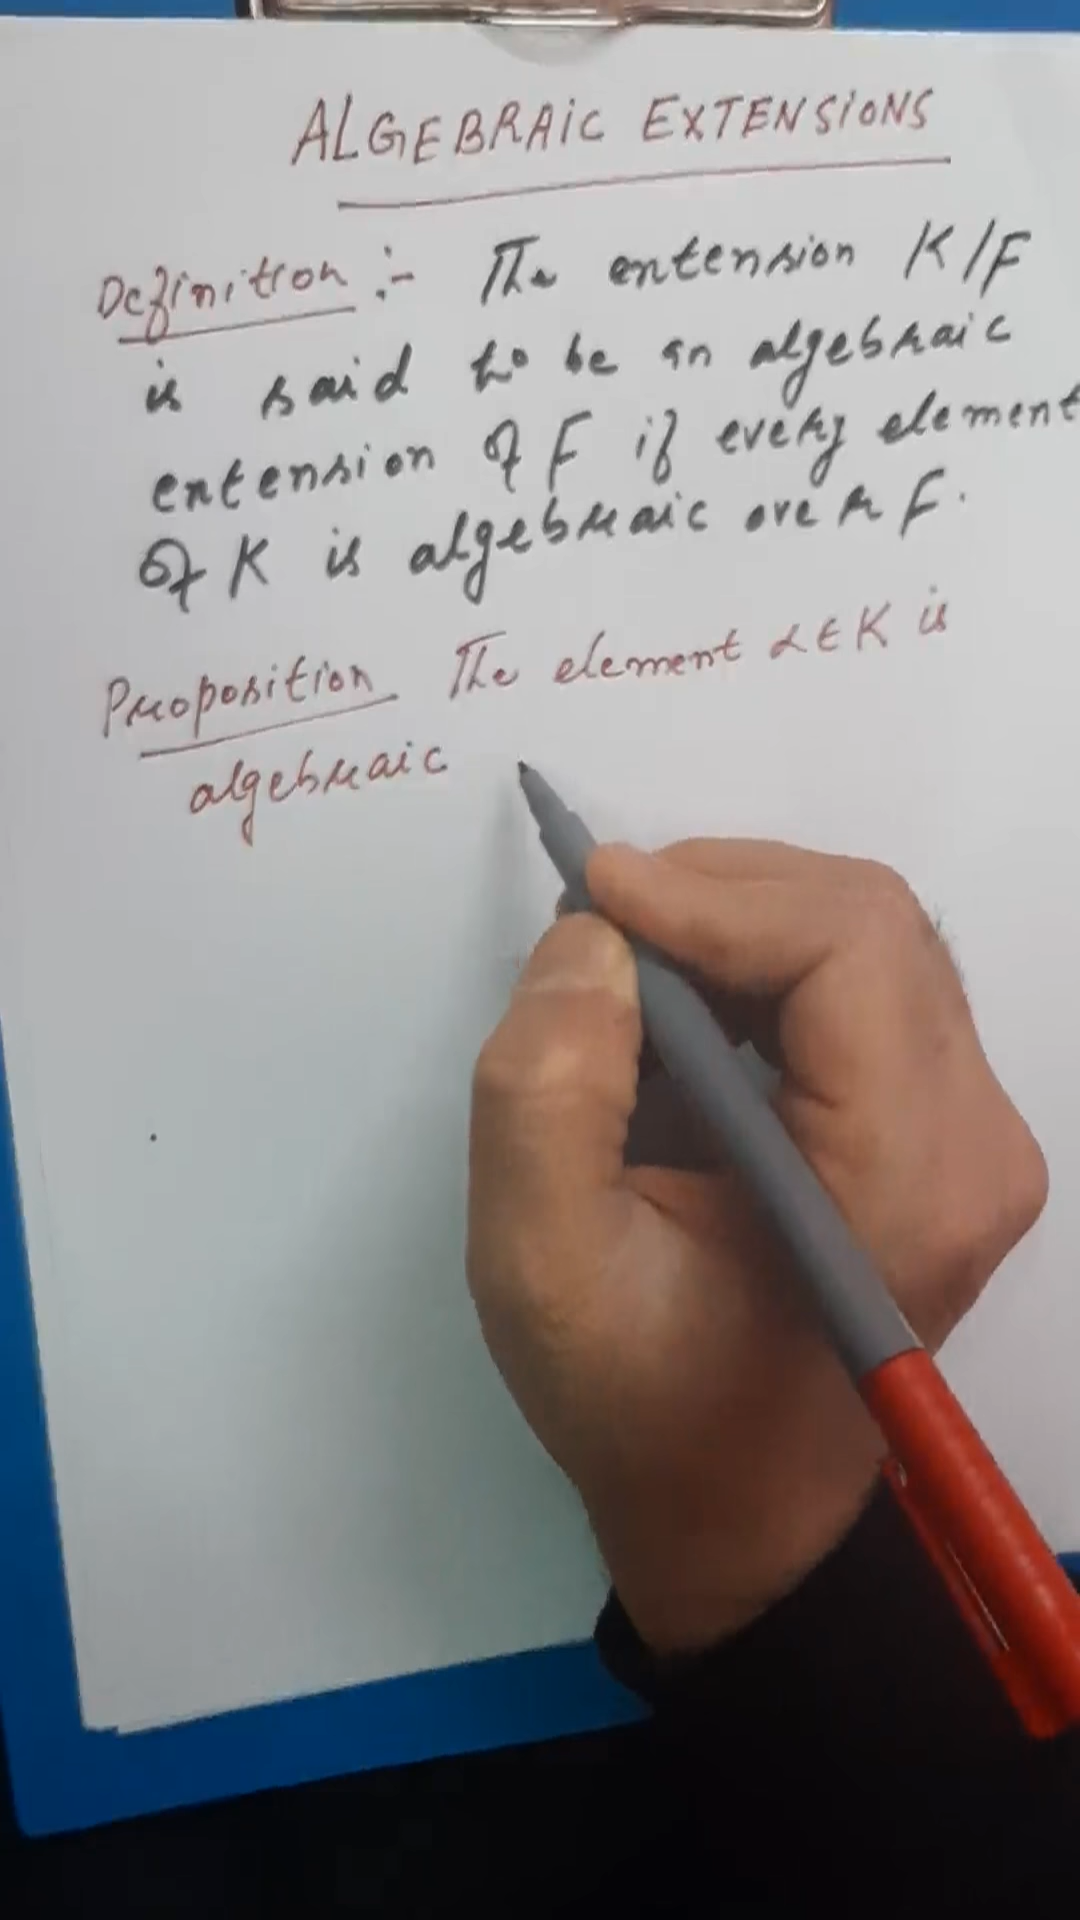 ALGEBRAIC EXTENSIONS
Definition :- The extension K/F
is said to be an algebraic
extension of F if every element
of K is algebraic over F.
Proposition The element α ∈ K is
algebraic